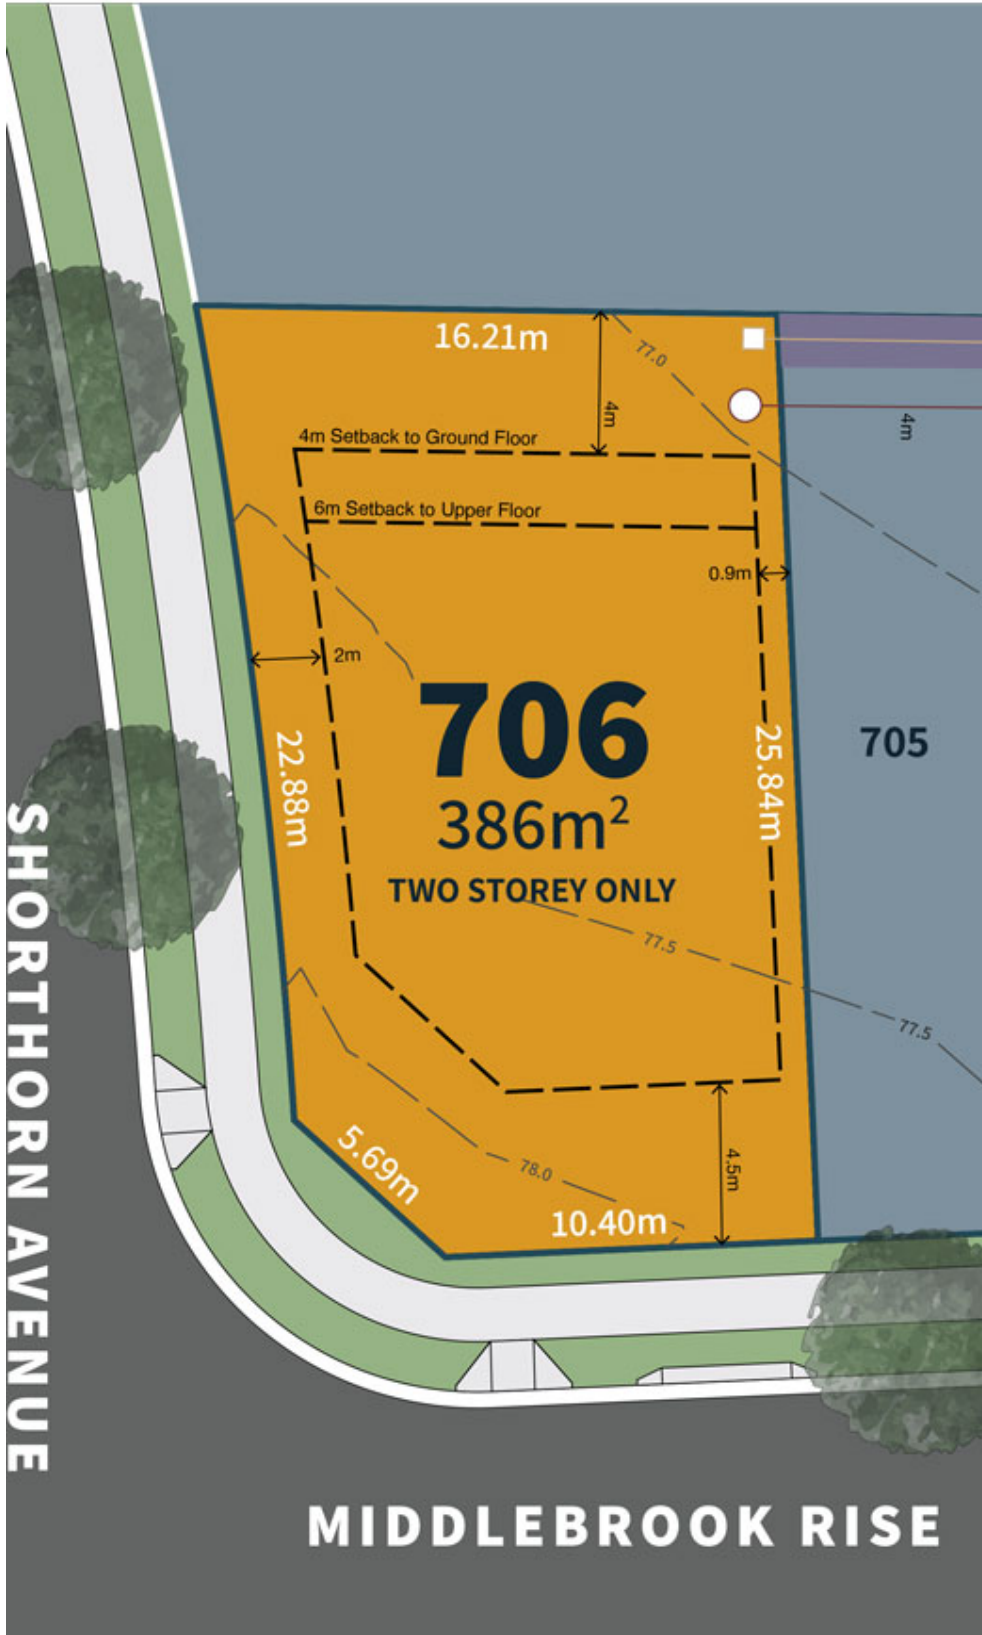 16.21m
77.0
4m
4m
4m Setback to Ground Floor
6m Setback to Upper Floor
0.9m
2m
706
386m²
TWO STOREY ONLY
22.88m
25.84m
705
77.5
77.5
78.0
5.69m
10.40m
4.5m
SHORTHORN AVENUE
MIDDLEBROOK RISE